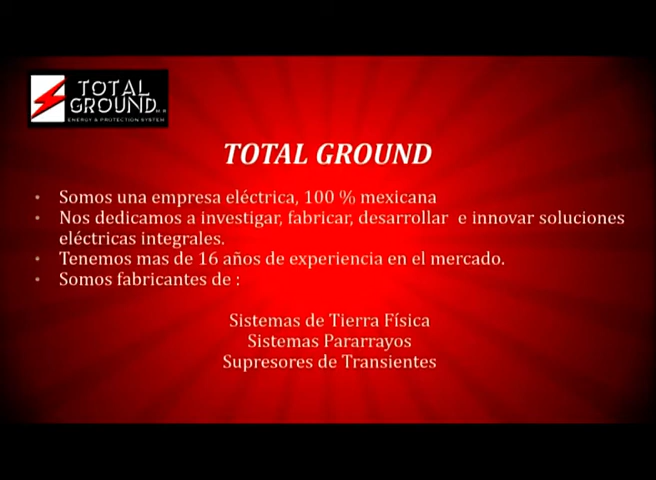 TOTAL
GROUND M.R.
ENERGY & PROTECTION SYSTEM
TOTAL GROUND
• Somos una empresa eléctrica, 100 % mexicana
• Nos dedicamos a investigar, fabricar, desarrollar e innovar soluciones
eléctricas integrales.
• Tenemos mas de 16 años de experiencia en el mercado.
• Somos fabricantes de :
Sistemas de Tierra Física
Sistemas Pararrayos
Supresores de Transientes